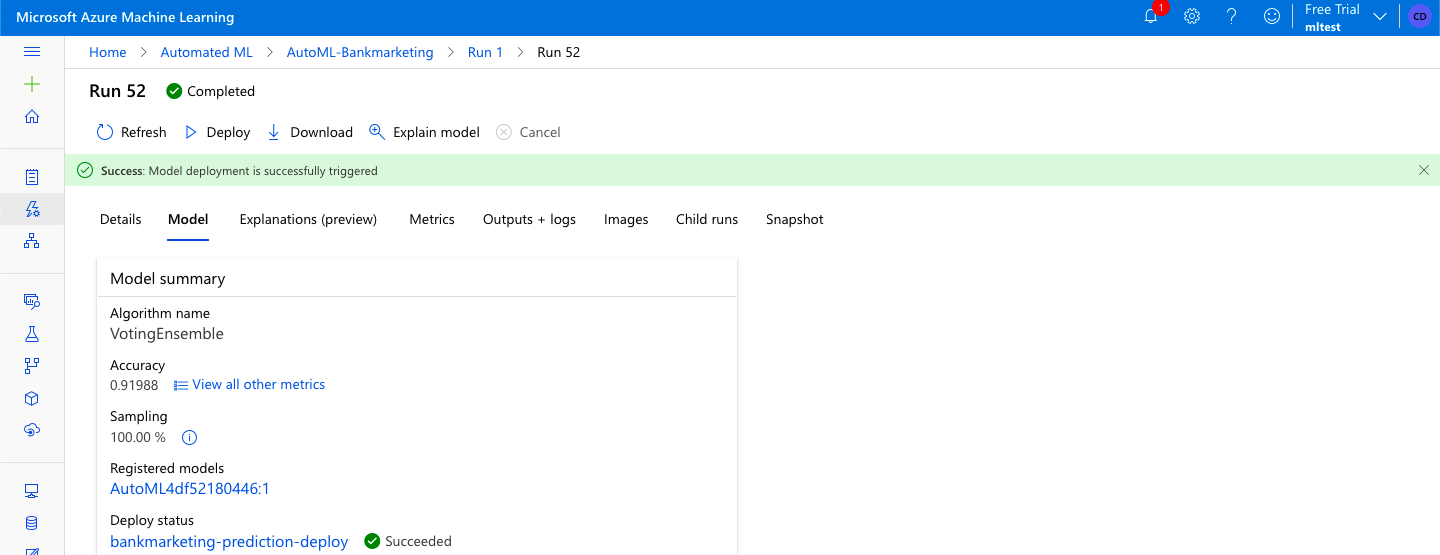 Microsoft Azure Machine Learning
1
Free Trial
mltest
CD
Home > Automated ML > AutoML-Bankmarketing > Run 1 > Run 52
Run 52 Completed
Refresh Deploy Download Explain model Cancel
Success: Model deployment is successfully triggered
Details Model Explanations (preview) Metrics Outputs + logs Images Child runs Snapshot
Model summary
Algorithm name
VotingEnsemble
Accuracy
0.91988 View all other metrics
Sampling
100.00 %
Registered models
AutoML4df52180446:1
Deploy status
bankmarketing-prediction-deploy Succeeded